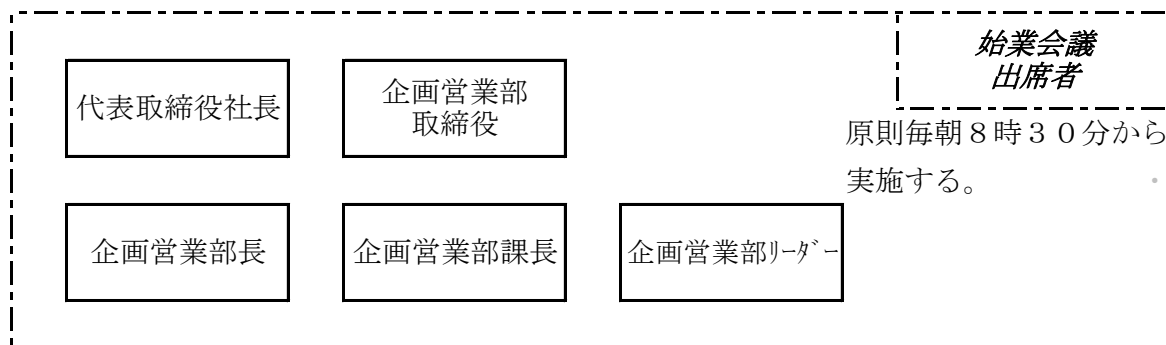 始業会議
出席者
代表取締役社長
企画営業部
取締役
原則毎朝８時３０分から
実施する。
企画営業部長
企画営業部課長
企画営業部ﾘｰﾀﾞｰ